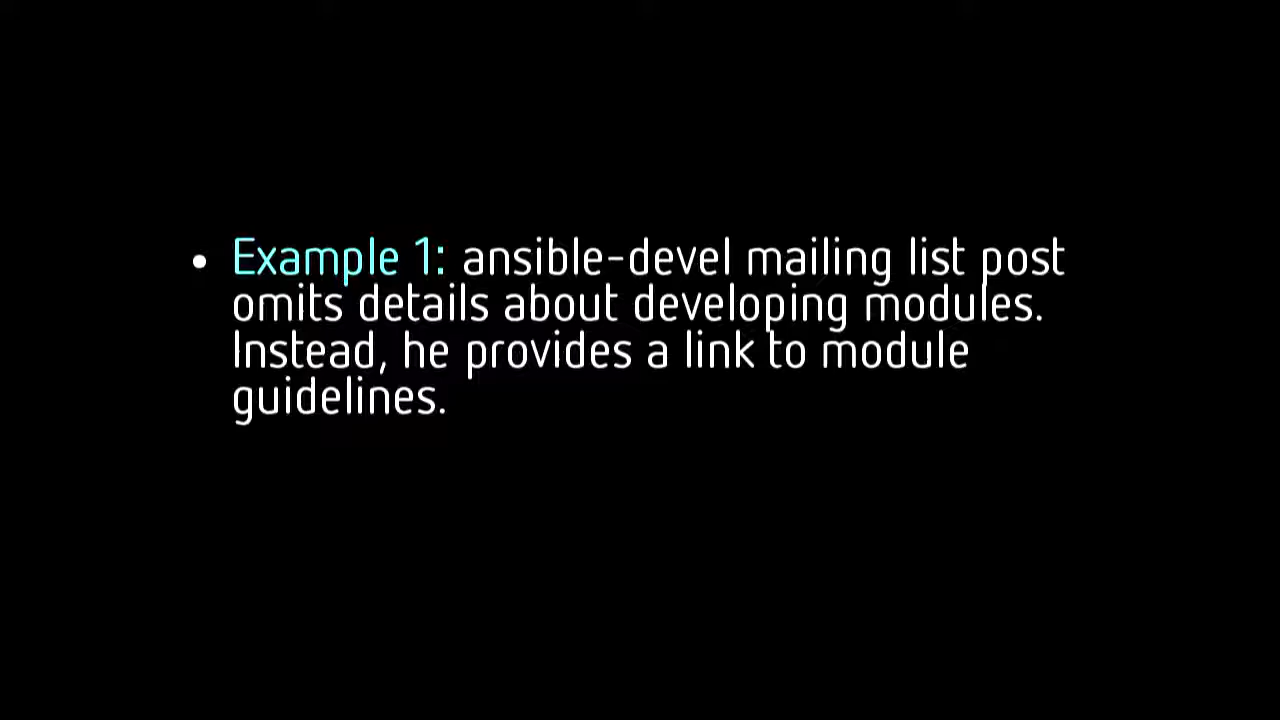 • Example 1: ansible-devel mailing list post
omits details about developing modules.
Instead, he provides a link to module
guidelines.